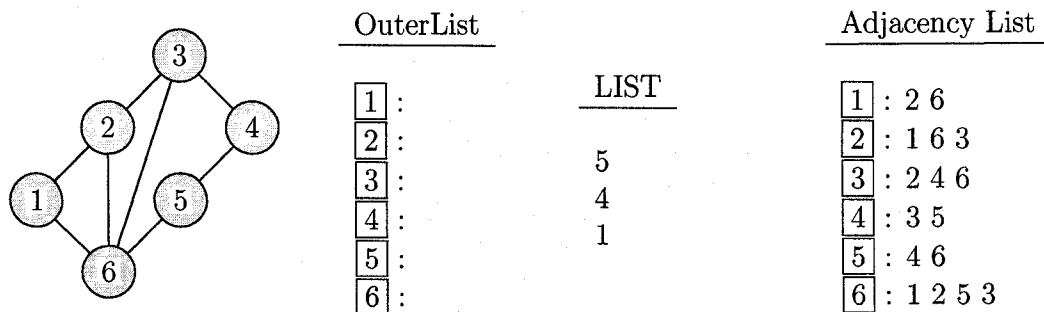 OuterList
1 :
2 :
3 :
4 :
5 :
6 :
LIST
5
4
1
Adjacency List
1 : 2 6
2 : 1 6 3
3 : 2 4 6
4 : 3 5
5 : 4 6
6 : 1 2 5 3
3
2
4
1
5
6